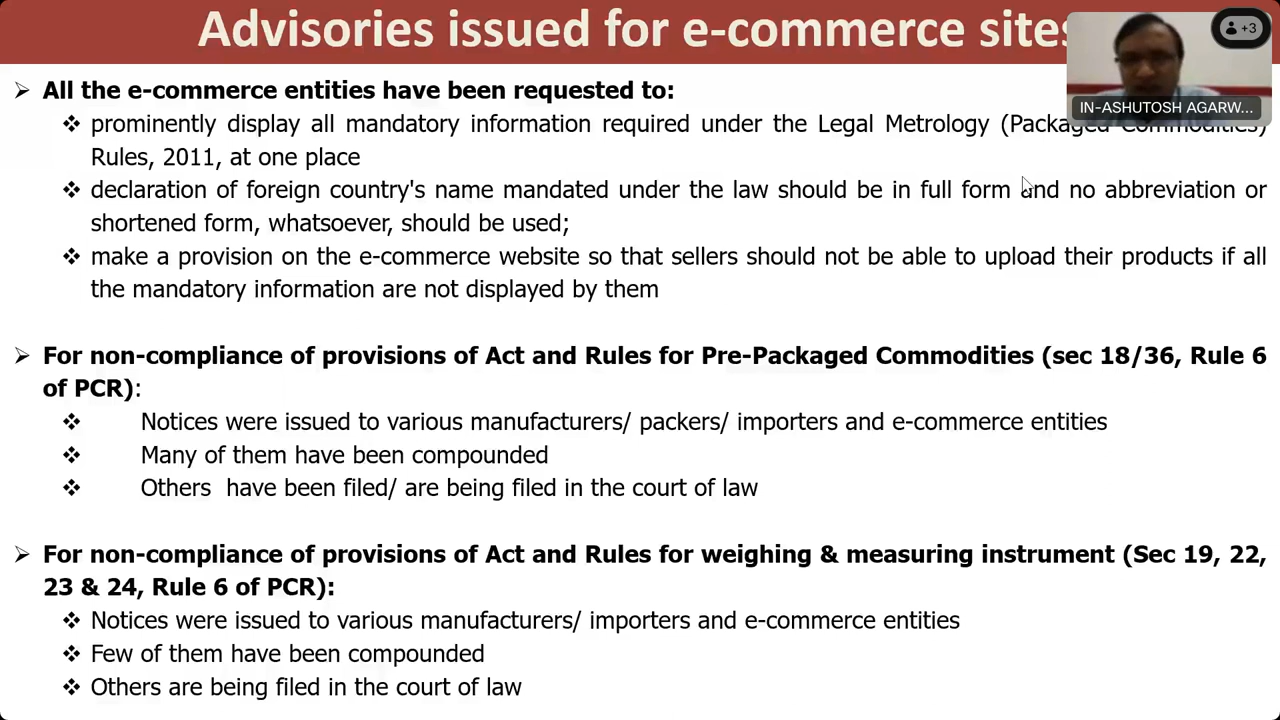 Advisories issued for e-commerce sites
+3
IN-ASHUTOSH AGARW...
➢ All the e-commerce entities have been requested to:
❖ prominently display all mandatory information required under the Legal Metrology (Packaged Commodities)
Rules, 2011, at one place
❖ declaration of foreign country's name mandated under the law should be in full form and no abbreviation or
shortened form, whatsoever, should be used;
❖ make a provision on the e-commerce website so that sellers should not be able to upload their products if all
the mandatory information are not displayed by them
➢ For non-compliance of provisions of Act and Rules for Pre-Packaged Commodities (sec 18/36, Rule 6
of PCR):
❖ Notices were issued to various manufacturers/ packers/ importers and e-commerce entities
❖ Many of them have been compounded
❖ Others have been filed/ are being filed in the court of law
➢ For non-compliance of provisions of Act and Rules for weighing & measuring instrument (Sec 19, 22,
23 & 24, Rule 6 of PCR):
❖ Notices were issued to various manufacturers/ importers and e-commerce entities
❖ Few of them have been compounded
❖ Others are being filed in the court of law